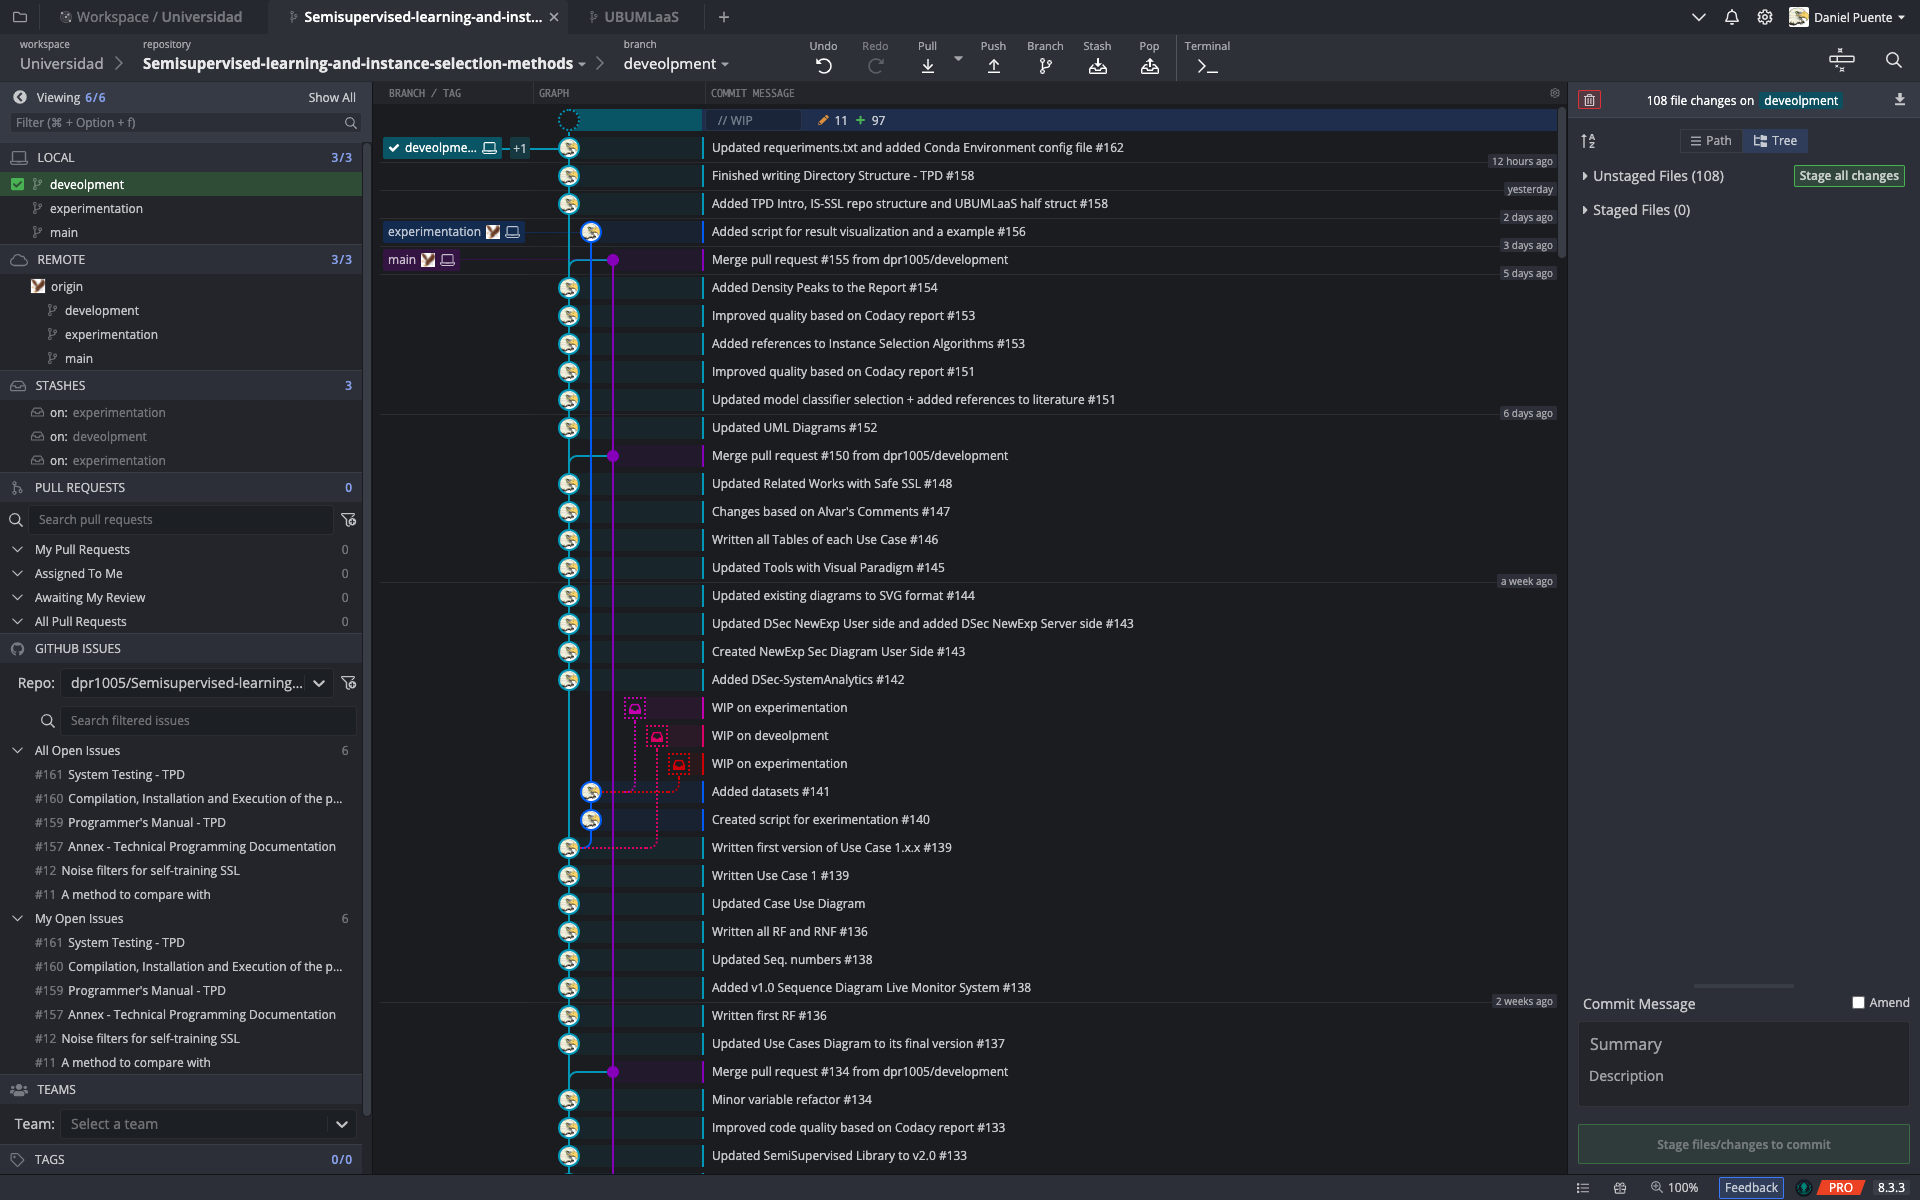 Workspace / Universidad
Semisupervised-learning-and-inst...
UBUMLaaS
Daniel Puente
workspace
Universidad
repository
Semisupervised-learning-and-instance-selection-methods
branch
deveolpment
Undo
Redo
Pull
Push
Branch
Stash
Pop
Terminal
Viewing 6/6
Show All
Filter (⌘ + Option + f)
LOCAL 3/3
deveolpment
experimentation
main
REMOTE 3/3
origin
development
experimentation
main
STASHES 3
on: experimentation
on: deveolpment
on: experimentation
PULL REQUESTS 0
Search pull requests
My Pull Requests 0
Assigned To Me 0
Awaiting My Review 0
All Pull Requests 0
GITHUB ISSUES
Repo: dpr1005/Semisupervised-learning...
Search filtered issues
All Open Issues 6
#161 System Testing - TPD
#160 Compilation, Installation and Execution of the p...
#159 Programmer's Manual - TPD
#157 Annex - Technical Programming Documentation
#12 Noise filters for self-training SSL
#11 A method to compare with
My Open Issues 6
#161 System Testing - TPD
#160 Compilation, Installation and Execution of the p...
#159 Programmer's Manual - TPD
#157 Annex - Technical Programming Documentation
#12 Noise filters for self-training SSL
#11 A method to compare with
TEAMS
Team: Select a team
TAGS 0/0
BRANCH / TAG
GRAPH
COMMIT MESSAGE
// WIP 11 + 97
deveolpme... +1
Updated requeriments.txt and added Conda Environment config file #162
12 hours ago
Finished writing Directory Structure - TPD #158
yesterday
Added TPD Intro, IS-SSL repo structure and UBUMLaaS half struct #158
2 days ago
experimentation
Added script for result visualization and a example #156
3 days ago
main
Merge pull request #155 from dpr1005/development
5 days ago
Added Density Peaks to the Report #154
Improved quality based on Codacy report #153
Added references to Instance Selection Algorithms #153
Improved quality based on Codacy report #151
Updated model classifier selection + added references to literature #151
6 days ago
Updated UML Diagrams #152
Merge pull request #150 from dpr1005/development
Updated Related Works with Safe SSL #148
Changes based on Alvar's Comments #147
Written all Tables of each Use Case #146
Updated Tools with Visual Paradigm #145
a week ago
Updated existing diagrams to SVG format #144
Updated DSec NewExp User side and added DSec NewExp Server side #143
Created NewExp Sec Diagram User Side #143
Added DSec-SystemAnalytics #142
WIP on experimentation
WIP on deveolpment
WIP on experimentation
Added datasets #141
Created script for exerimentation #140
Written first version of Use Case 1.x.x #139
Written Use Case 1 #139
Updated Case Use Diagram
Written all RF and RNF #136
Updated Seq. numbers #138
Added v1.0 Sequence Diagram Live Monitor System #138
2 weeks ago
Written first RF #136
Updated Use Cases Diagram to its final version #137
Merge pull request #134 from dpr1005/development
Minor variable refactor #134
Improved code quality based on Codacy report #133
Updated SemiSupervised Library to v2.0 #133
108 file changes on deveolpment
Path
Tree
Unstaged Files (108)
Stage all changes
Staged Files (0)
Commit Message
Amend
Summary
Description
Stage files/changes to commit
100%
Feedback
PRO
8.3.3